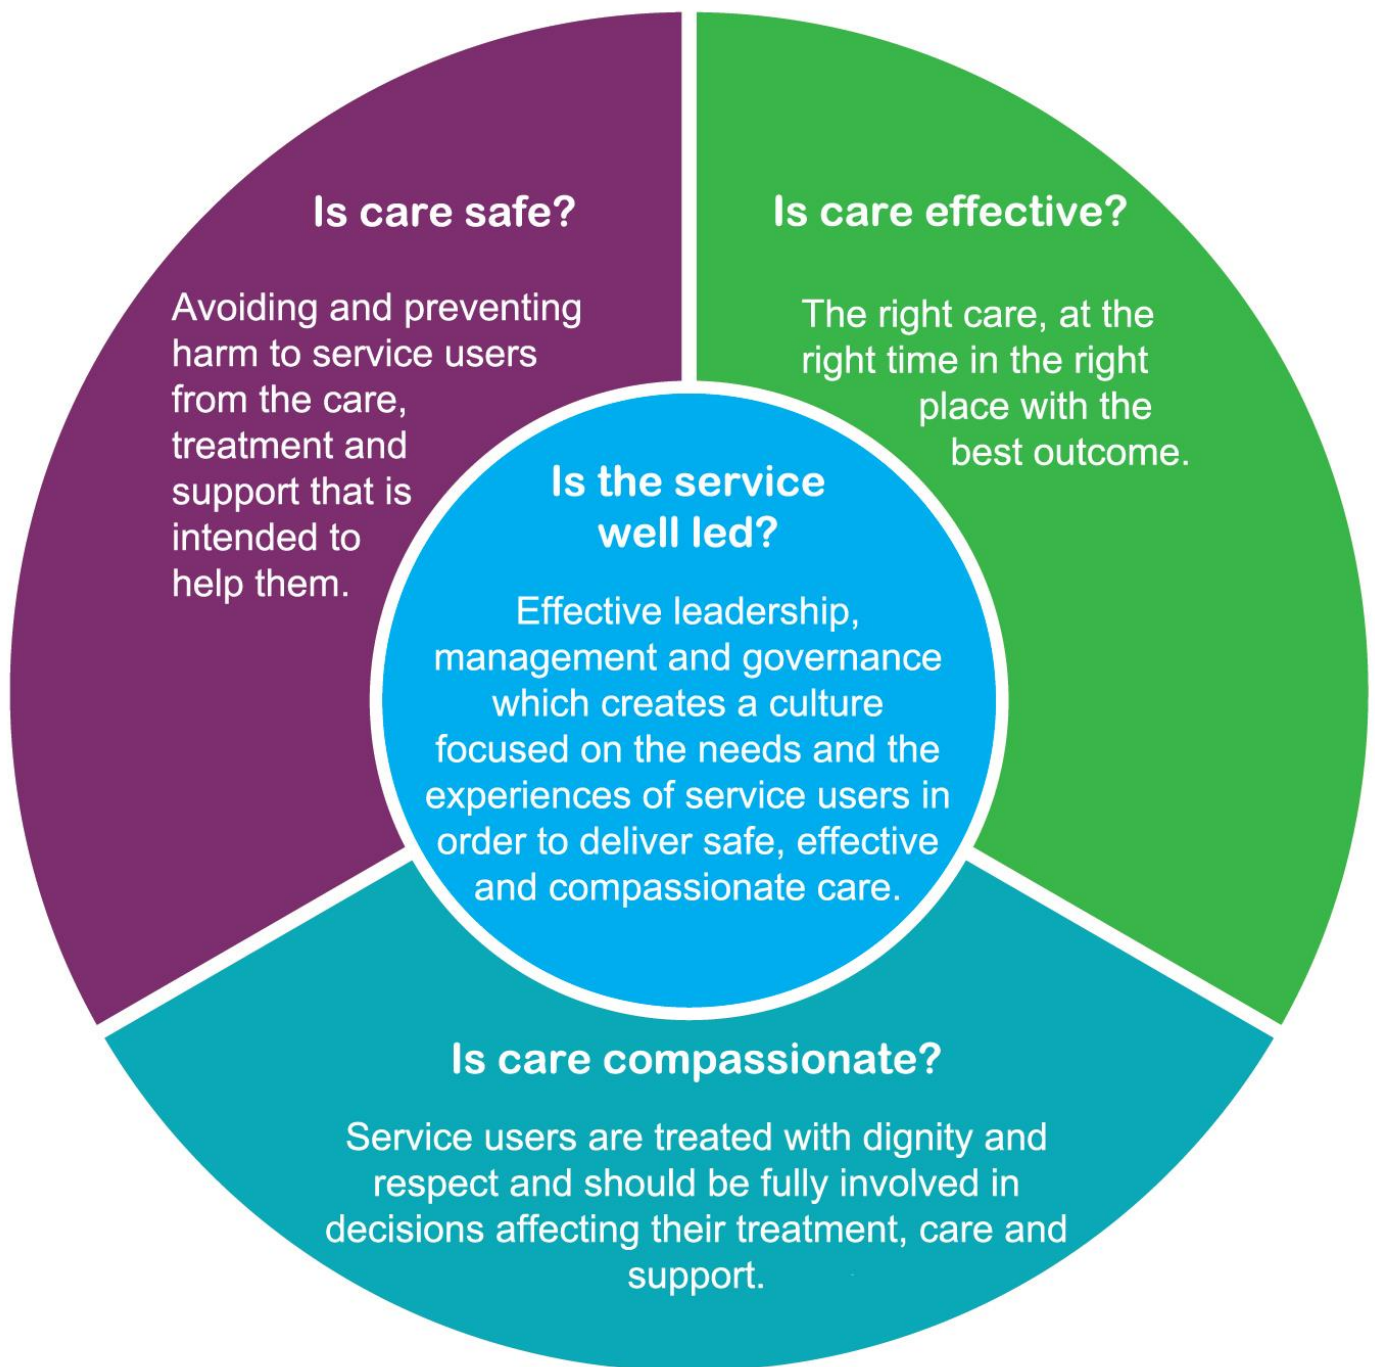 Is care safe?
Avoiding and preventing
harm to service users
from the care,
treatment and
support that is
intended to
help them.
Is care effective?
The right care, at the
right time in the right
place with the
best outcome.
Is the service
well led?
Effective leadership,
management and governance
which creates a culture
focused on the needs and the
experiences of service users in
order to deliver safe, effective
and compassionate care.
Is care compassionate?
Service users are treated with dignity and
respect and should be fully involved in
decisions affecting their treatment, care and
support.